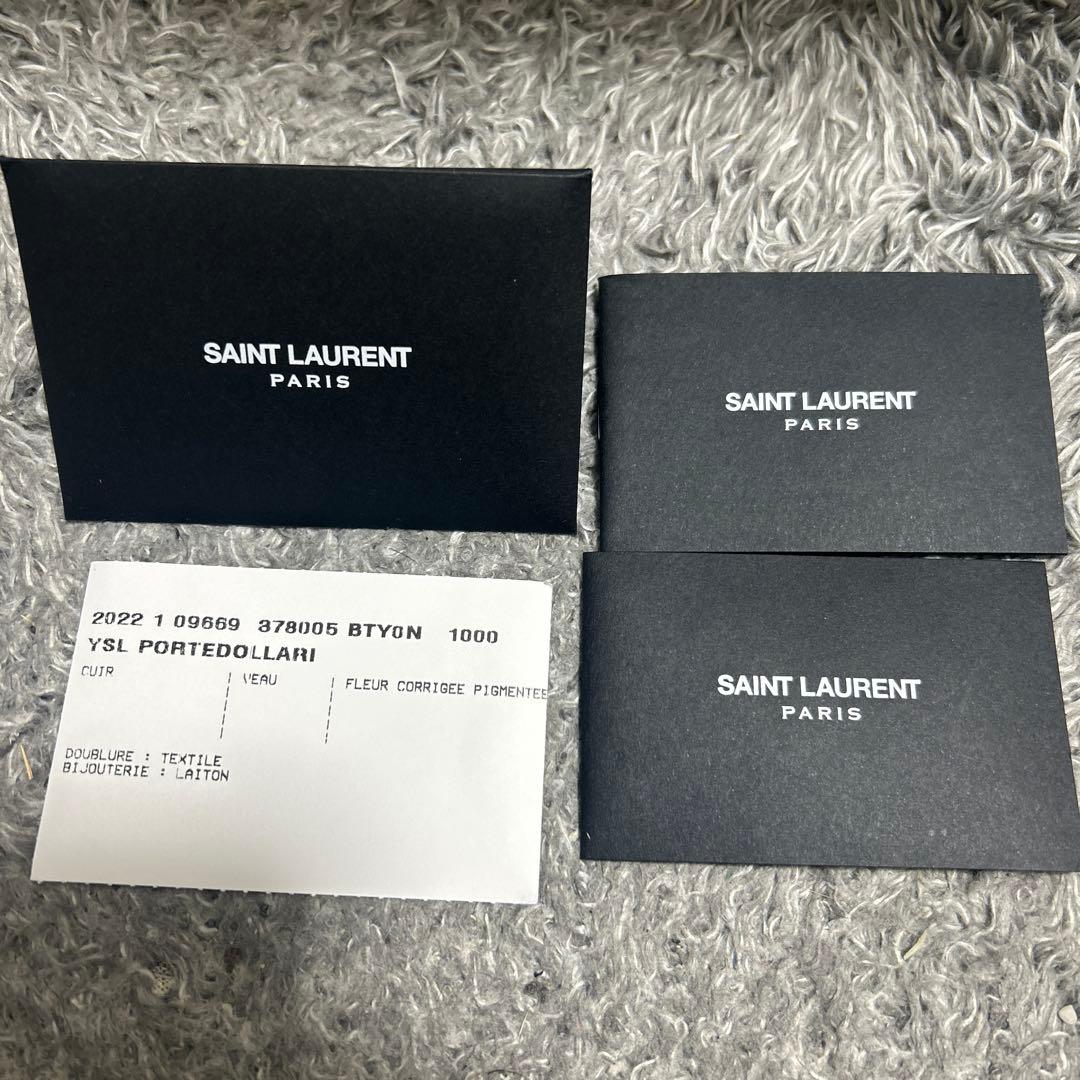 SAINT LAURENT
PARIS
SAINT LAURENT
PARIS
2022 1 09669 378005 BTY0N 1000
YSL PORTEDOLLARI
CUIR | VEAU | FLEUR CORRIGEE PIGMENTEE
DOUBLURE : TEXTILE
BIJOUTERIE : LAITON
SAINT LAURENT
PARIS